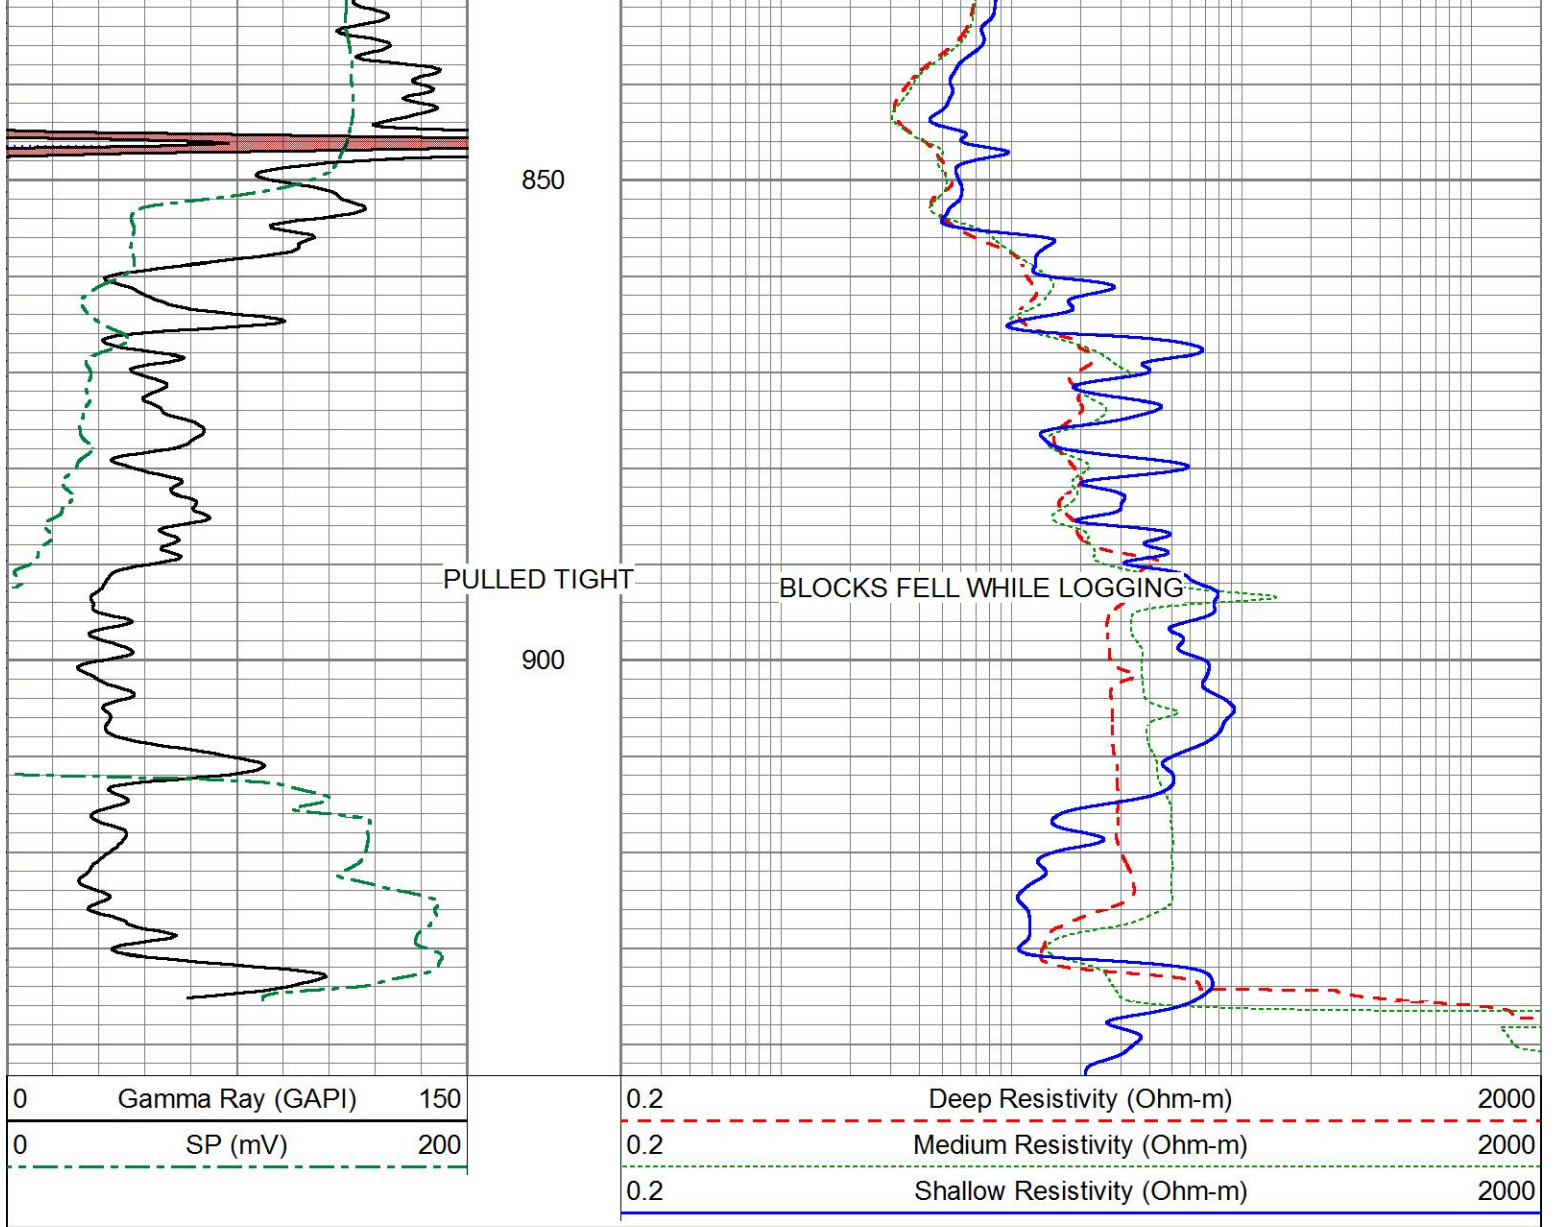 850
PULLED TIGHT
BLOCKS FELL WHILE LOGGING
900
0 Gamma Ray (GAPI) 150
0 SP (mV) 200
0.2 Deep Resistivity (Ohm-m) 2000
0.2 Medium Resistivity (Ohm-m) 2000
0.2 Shallow Resistivity (Ohm-m) 2000